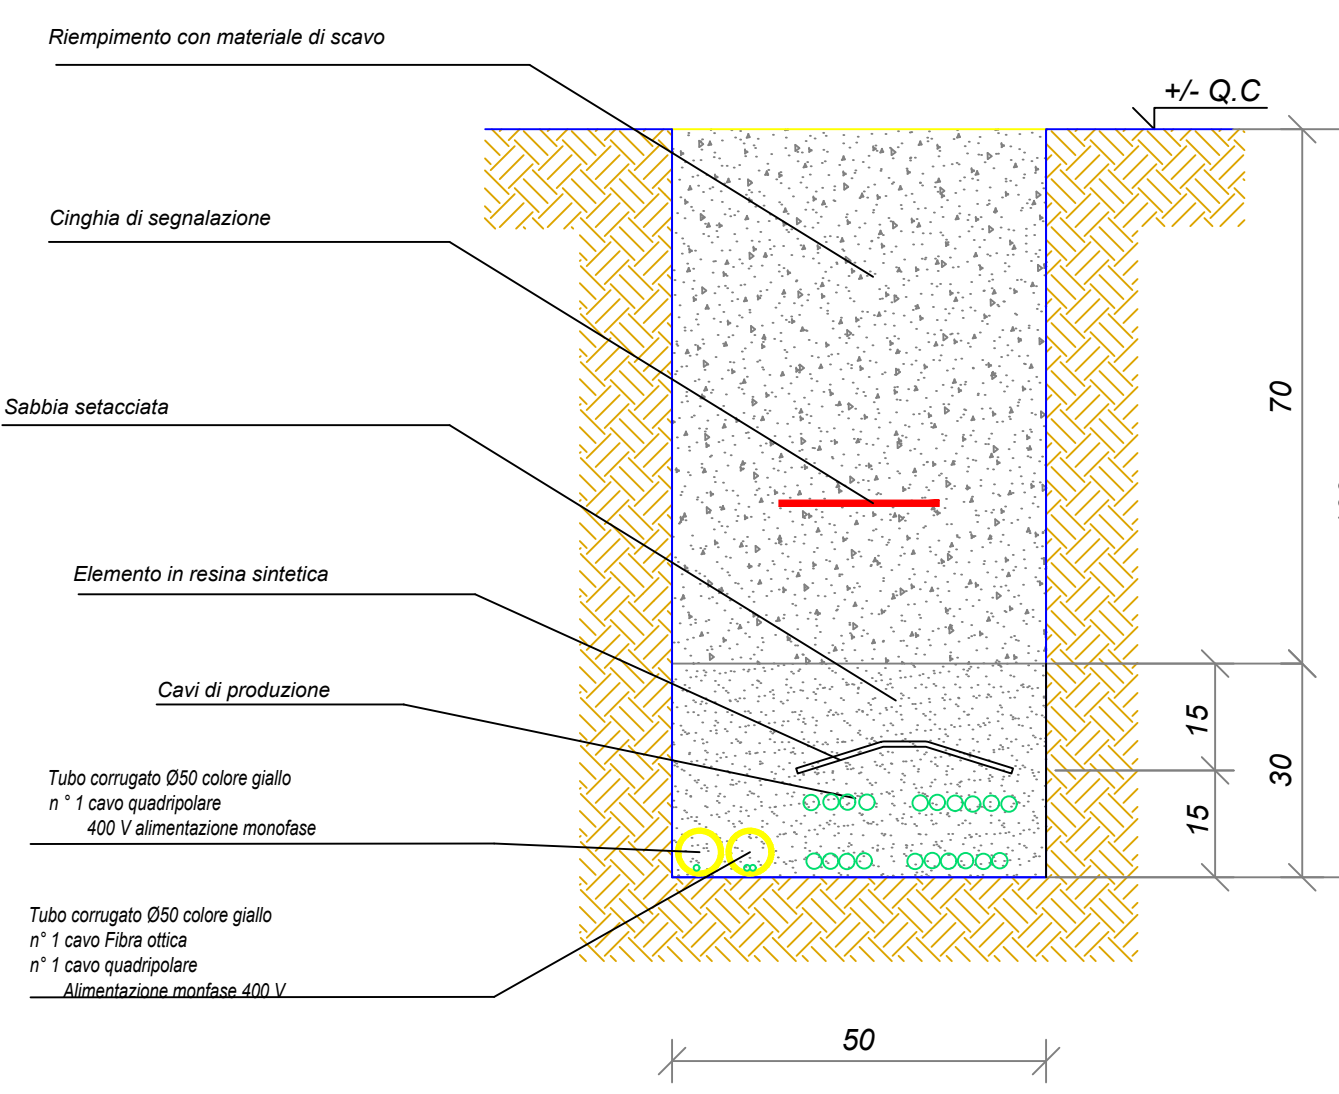 Riempimento con materiale di scavo
+/- Q.C
Cinghia di segnalazione
70
Sabbia setacciata
Elemento in resina sintetica
Cavi di produzione
15
30
15
Tubo corrugato Ø50 colore giallo
n ° 1 cavo quadripolare
400 V alimentazione monofase
Tubo corrugato Ø50 colore giallo
n° 1 cavo Fibra ottica
n° 1 cavo quadripolare
Alimentazione monfase 400 V
50